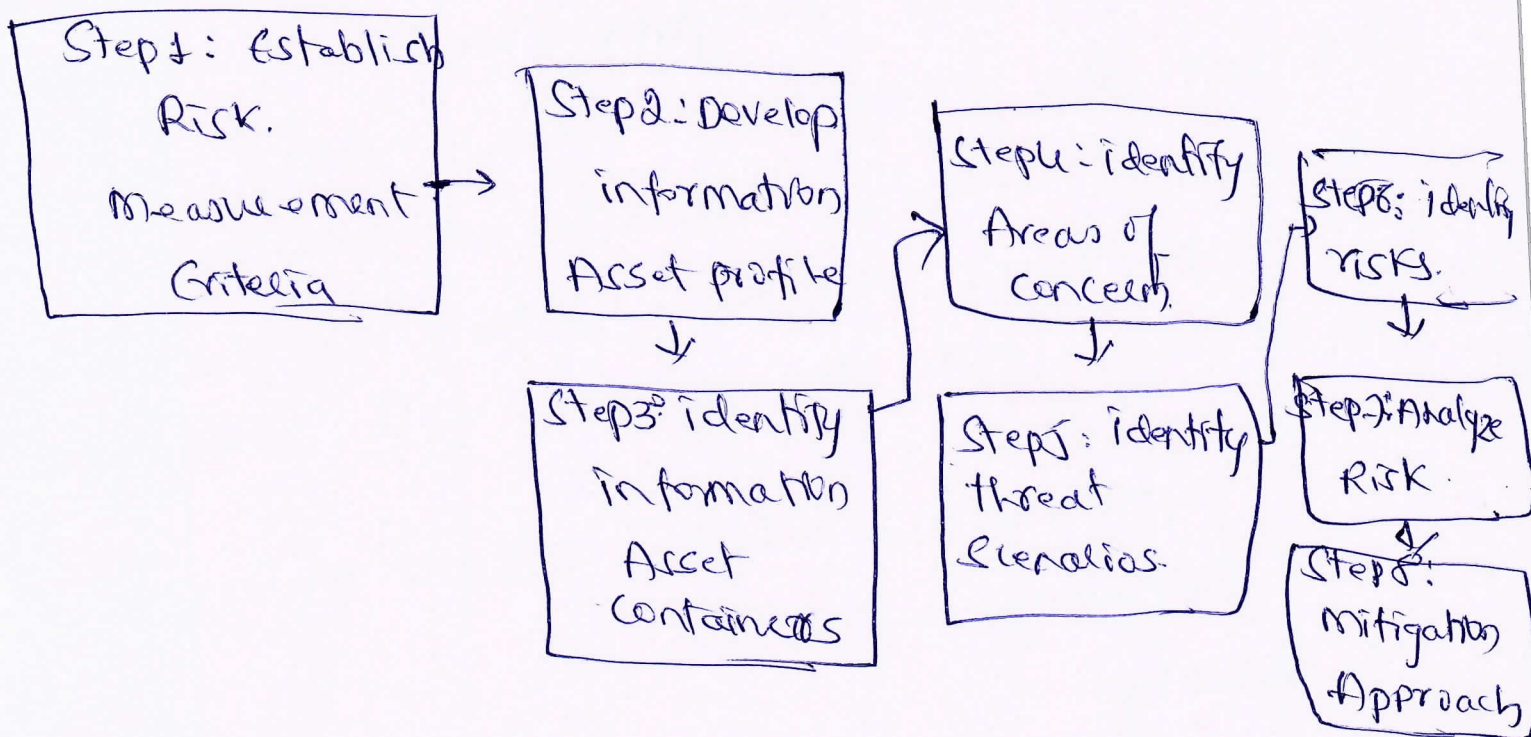 Step1: Establish
Risk.
Measurement
Criteria
Step2: Develop
information
Asset profile
Step3: identify
information
Asset
containers
Step4: identify
Areas of
concern.
Step5: identify
threat
Scenarios.
Step6: identify
risks.
Step7: Analyze
Risk.
Step8:
Mitigation
Approach